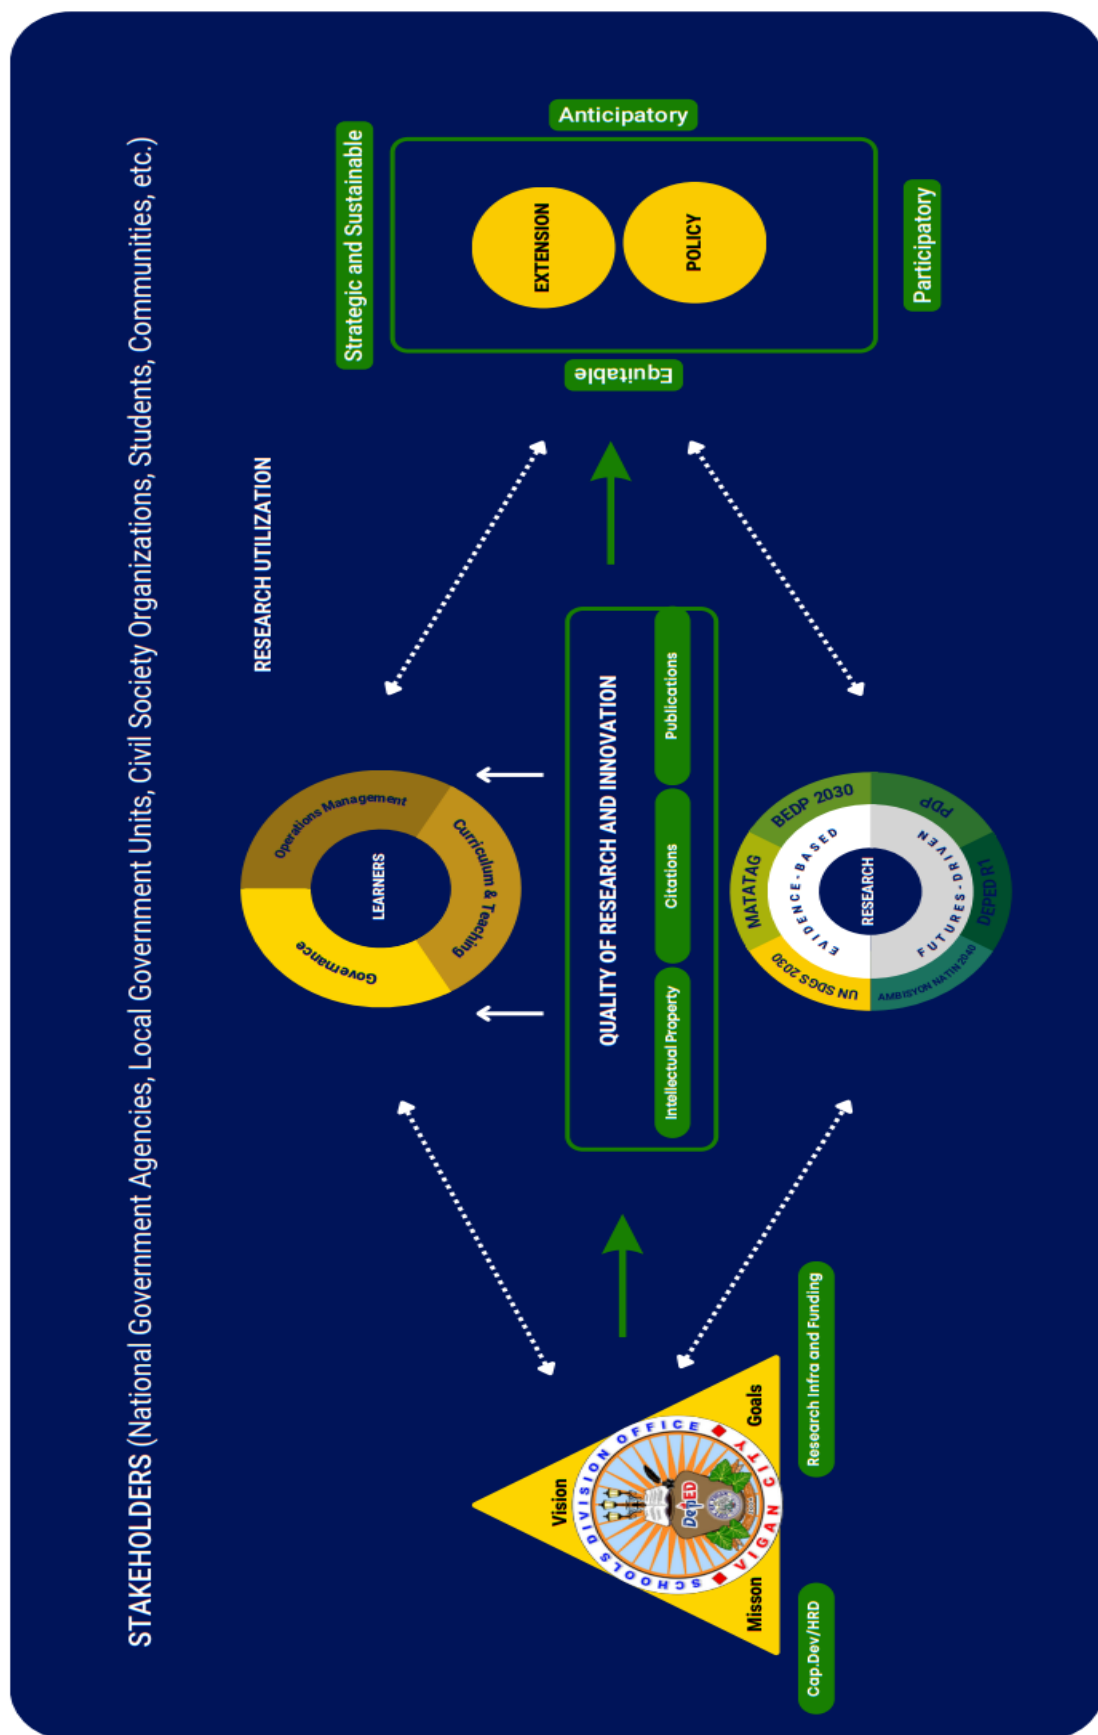 STAKEHOLDERS (National Government Agencies, Local Government Units, Civil Society Organizations, Students, Communities, etc.)
RESEARCH UTILIZATION
Vision
Misson
Goals
SCHOOLS DIVISION OFFICE
VIGAN CITY
DepED
Cap.Dev/HRD
Research Infra and Funding
Governance
Operations Management
Curriculum & Teaching
LEARNERS
QUALITY OF RESEARCH AND INNOVATION
Intellectual Property
Citations
Publications
UN SDGS 2030
MATATAG
BEDP 2030
PDP
DEPED R1
AMBISYON NATIN 2040
EVIDENCE-BASED
FUTURES-DRIVEN
RESEARCH
Strategic and Sustainable
Equitable
Anticipatory
EXTENSION
POLICY
Participatory